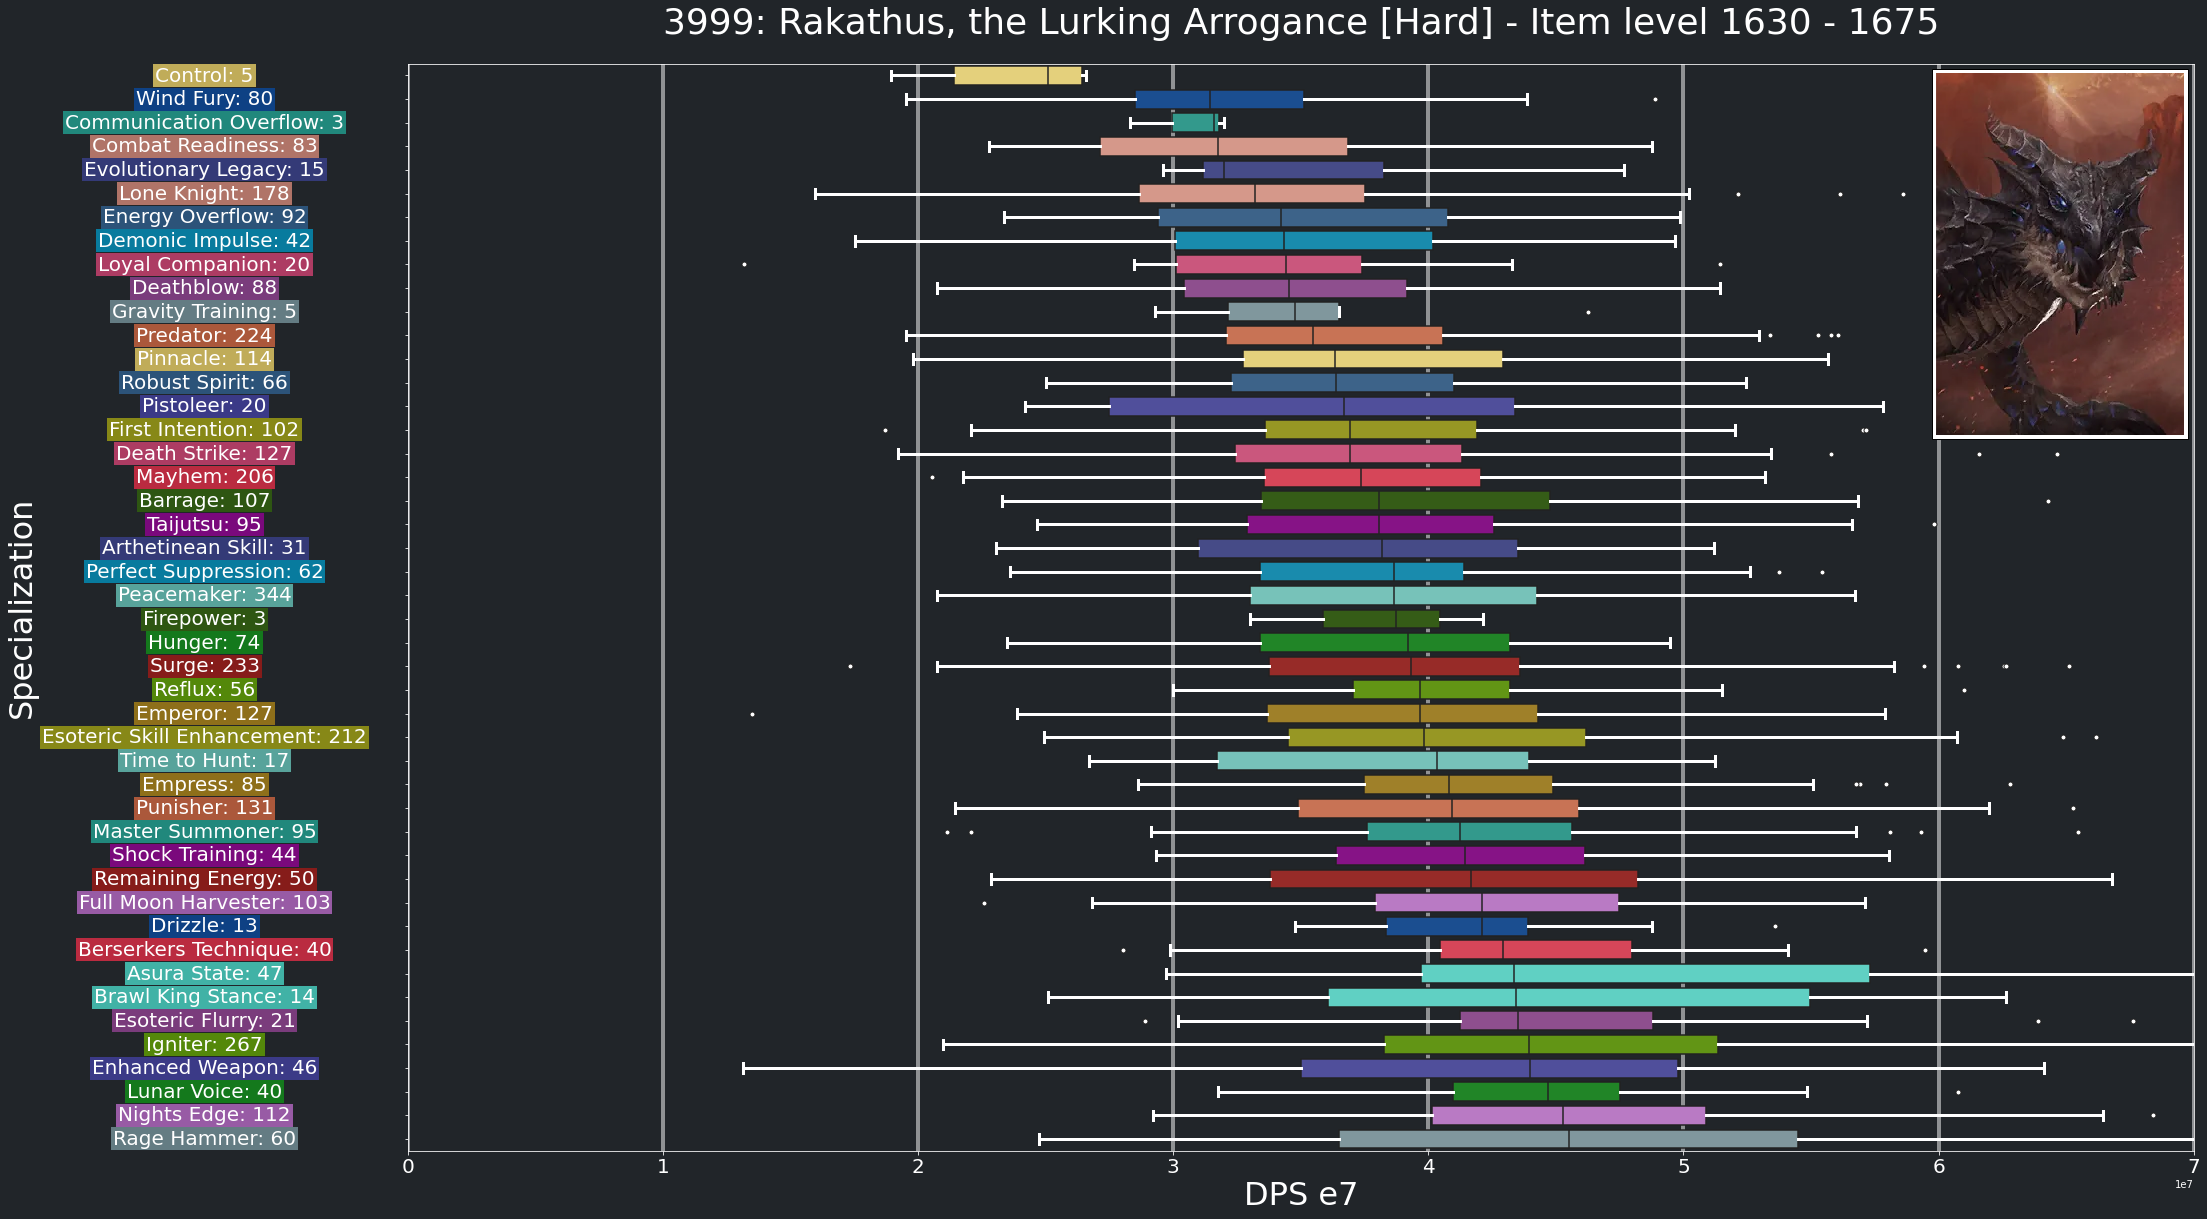 3999: Rakathus, the Lurking Arrogance [Hard] - Item level 1630 - 1675
Specialization
Control: 5
Wind Fury: 80
Communication Overflow: 3
Combat Readiness: 83
Evolutionary Legacy: 15
Lone Knight: 178
Energy Overflow: 92
Demonic Impulse: 42
Loyal Companion: 20
Deathblow: 88
Gravity Training: 5
Predator: 224
Pinnacle: 114
Robust Spirit: 66
Pistoleer: 20
First Intention: 102
Death Strike: 127
Mayhem: 206
Barrage: 107
Taijutsu: 95
Arthetinean Skill: 31
Perfect Suppression: 62
Peacemaker: 344
Firepower: 3
Hunger: 74
Surge: 233
Reflux: 56
Emperor: 127
Esoteric Skill Enhancement: 212
Time to Hunt: 17
Empress: 85
Punisher: 131
Master Summoner: 95
Shock Training: 44
Remaining Energy: 50
Full Moon Harvester: 103
Drizzle: 13
Berserkers Technique: 40
Asura State: 47
Brawl King Stance: 14
Esoteric Flurry: 21
Igniter: 267
Enhanced Weapon: 46
Lunar Voice: 40
Nights Edge: 112
Rage Hammer: 60
0 1 2 3 4 5 6 7
1e7
DPS e7